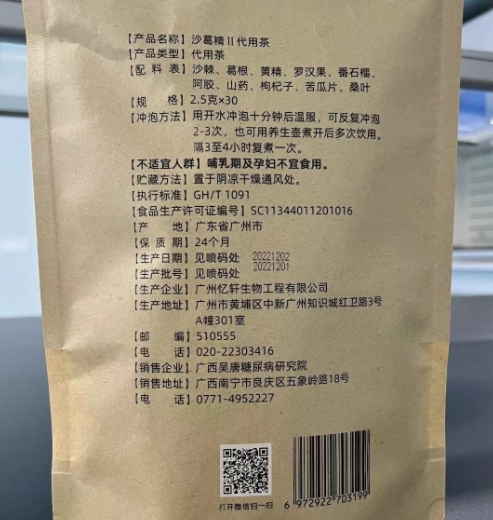 【产品名称】沙葛精Ⅱ代用茶
【产品类型】代用茶
【配 料 表】沙棘、葛根、黄精、罗汉果、番石榴、
阿胶、山药、枸杞子、苦瓜片、桑叶
【规 格】2.5克×30
【冲泡方法】用开水冲泡十分钟后温服，可反复冲泡
2-3次，也可用养生壶煮开后多次饮用。
隔3至4小时复煮一次。
【不适宜人群】哺乳期及孕妇不宜食用。
【贮藏方法】置于阴凉干燥通风处。
【执行标准】GH/T 1091
【食品生产许可证编号】SC11344011201016
【产 地】广东省广州市
【保 质 期】24个月
【生产日期】见喷码处 20221202
【生产批号】见喷码处 20221201
【生产企业】广州忆轩生物工程有限公司
【生产地址】广州市黄埔区中新广州知识城红卫路3号
A幢301室
【邮 编】510555
【电 话】020-22303416
【销售企业】广西吴唐糖尿病研究院
【销售地址】广西南宁市良庆区五象岭路18号
【电 话】0771-4952227
打开微信扫一扫
6 972922 703199